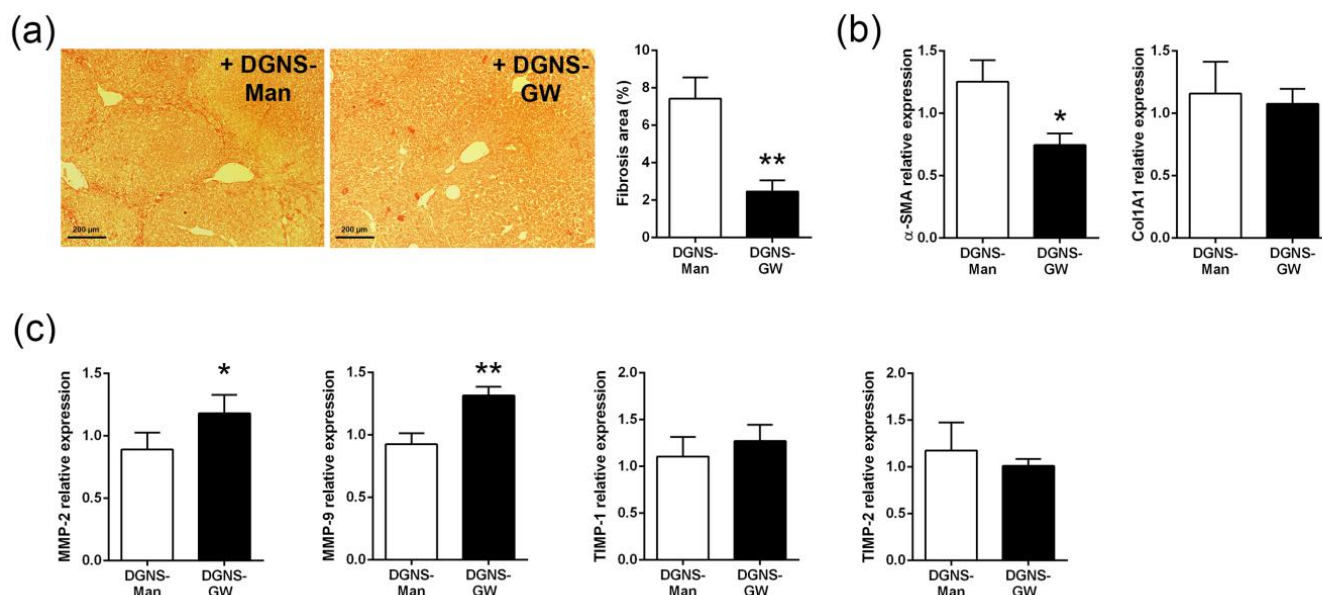 (a)
+ DGNS-
Man
200 μm
+ DGNS-
GW
200 μm
Fibrosis area (%)
10
8
6
4
2
0
**
DGNS-
Man
DGNS-
GW
(b)
α-SMA relative expression
1.5
1.0
0.5
0.0
*
DGNS-
Man
DGNS-
GW
Col1A1 relative expression
1.5
1.0
0.5
0.0
DGNS-
Man
DGNS-
GW
(c)
MMP-2 relative expression
1.5
1.0
0.5
0.0
*
DGNS-
Man
DGNS-
GW
MMP-9 relative expression
1.5
1.0
0.5
0.0
**
DGNS-
Man
DGNS-
GW
TIMP-1 relative expression
2.0
1.5
1.0
0.5
0.0
DGNS-
Man
DGNS-
GW
TIMP-2 relative expression
2.0
1.5
1.0
0.5
0.0
DGNS-
Man
DGNS-
GW